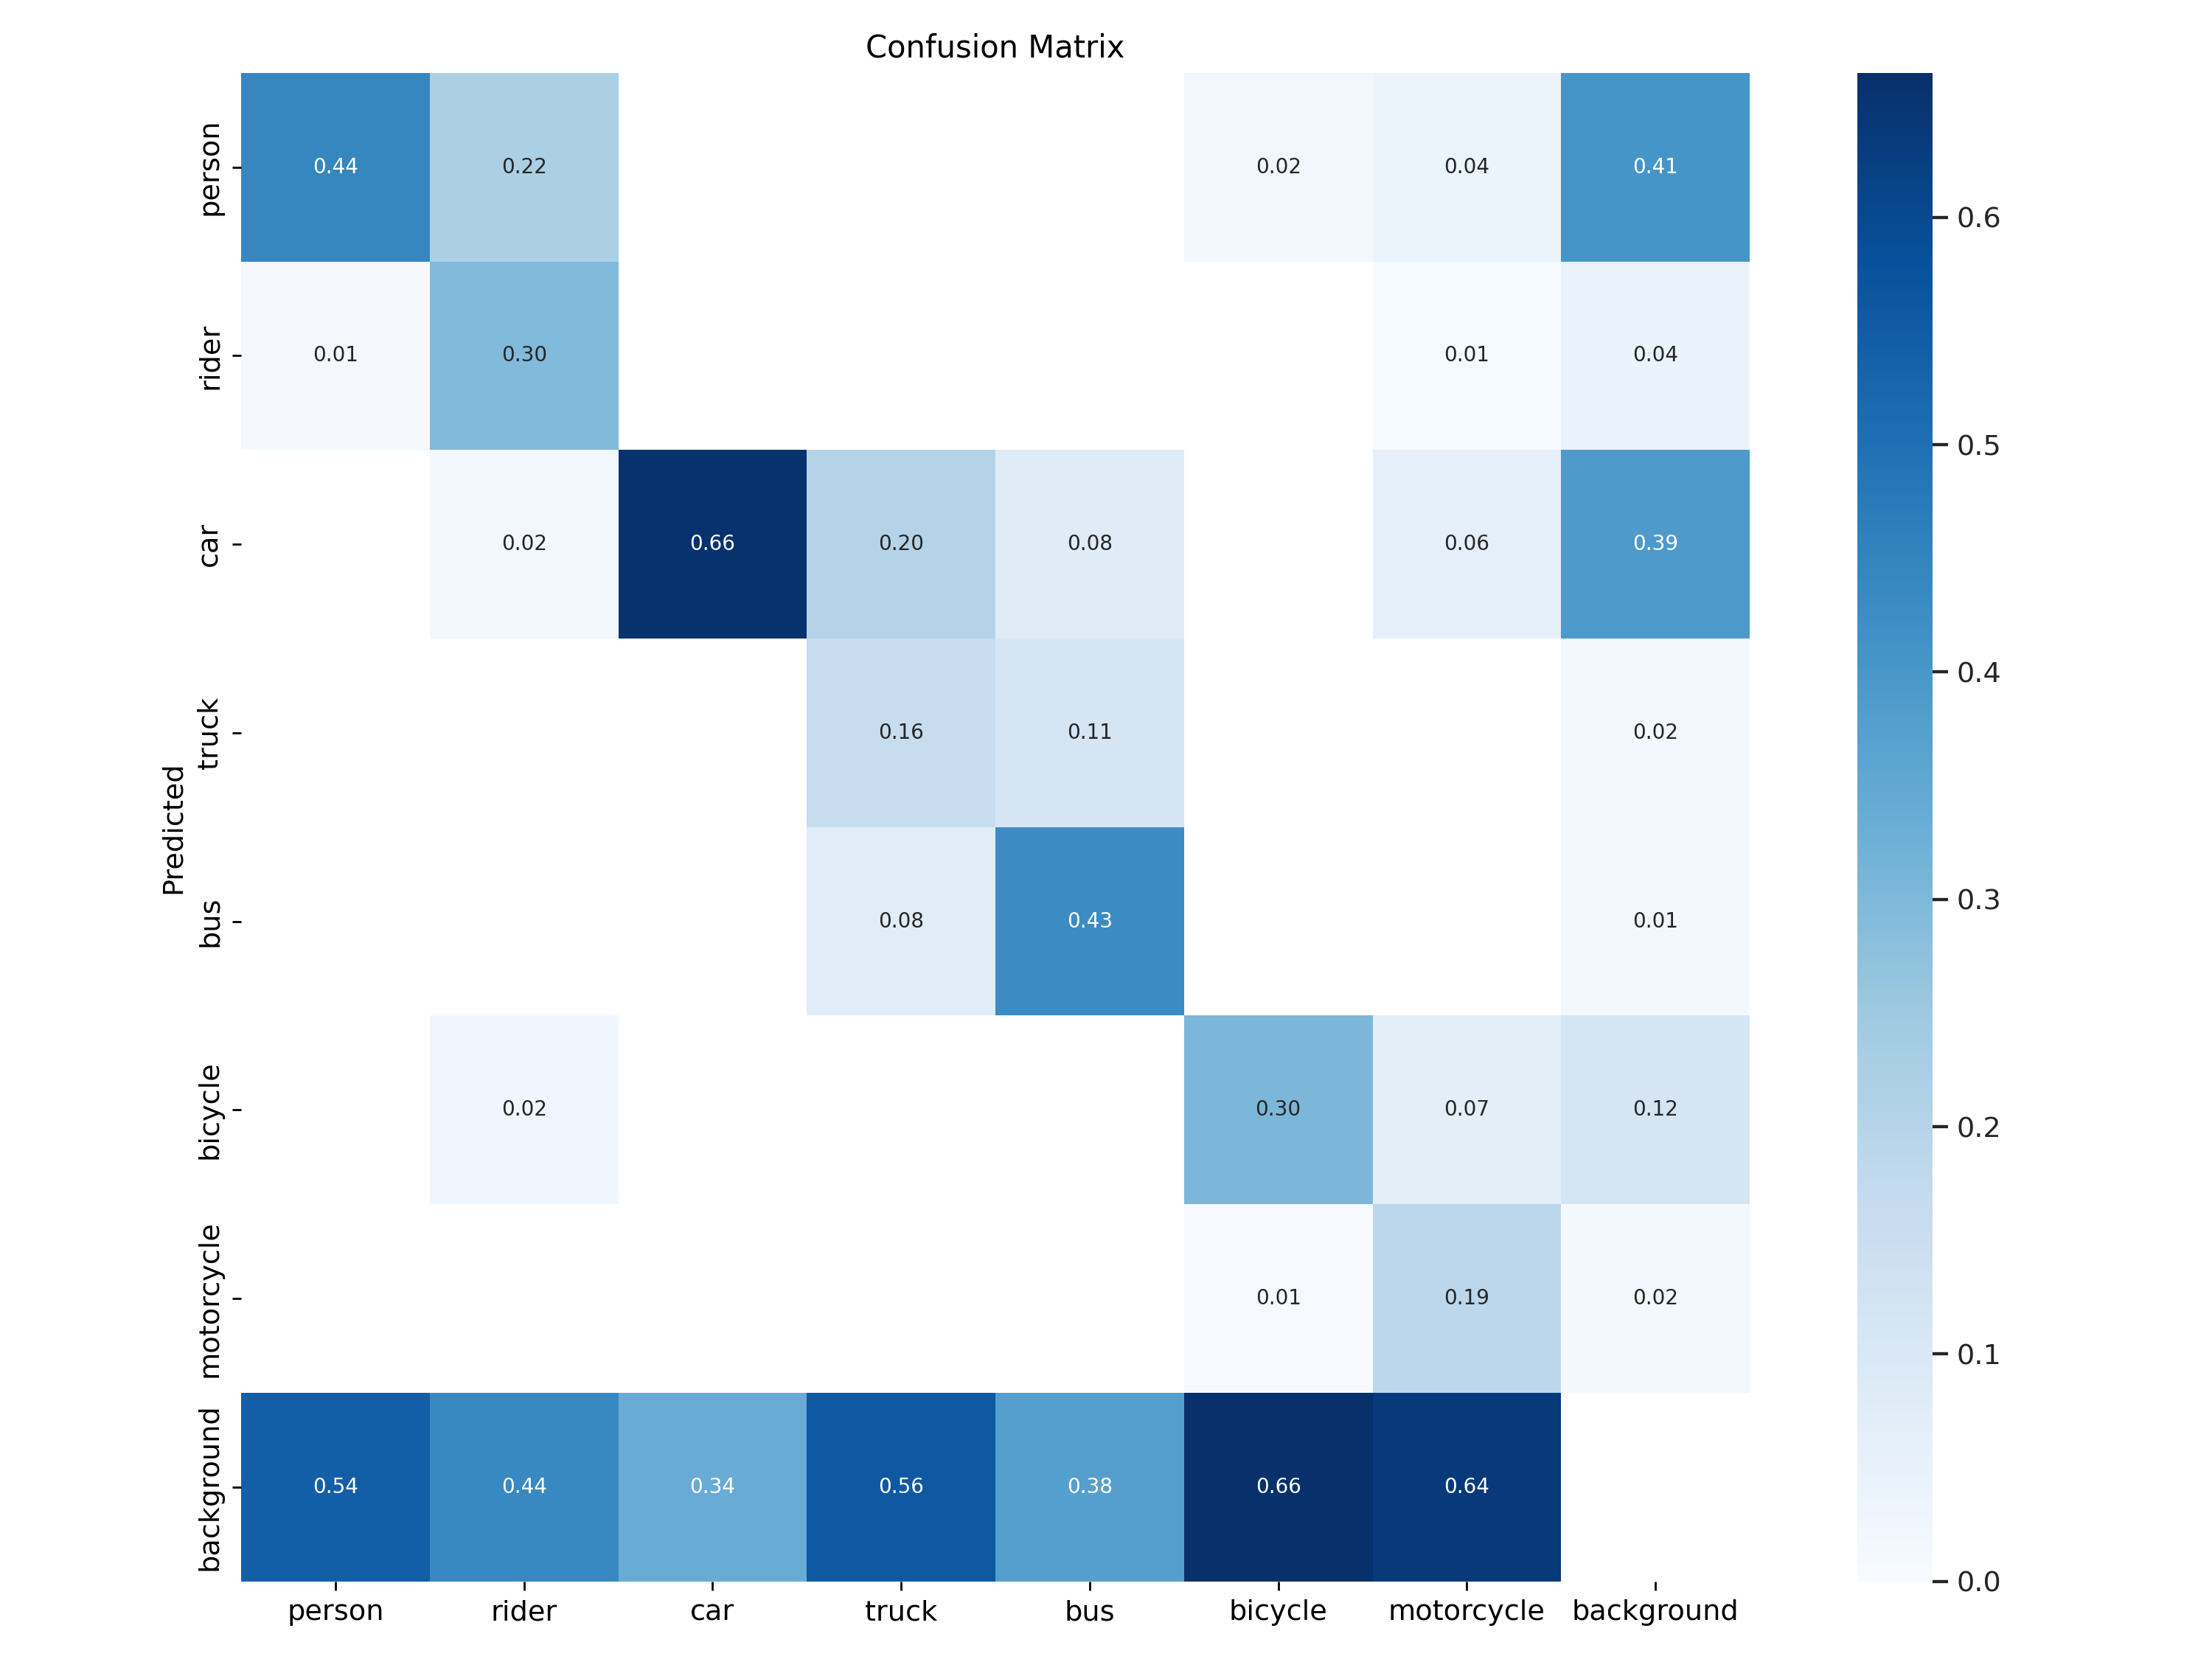 Confusion Matrix
person
0.44 0.22 0.02 0.04 0.41
rider
0.01 0.30 0.01 0.04
car
0.02 0.66 0.20 0.08 0.06 0.39
truck
0.16 0.11 0.02
bus
0.08 0.43 0.01
bicycle
0.02 0.30 0.07 0.12
motorcycle
0.01 0.19 0.02
background
0.54 0.44 0.34 0.56 0.38 0.66 0.64
Predicted
person rider car truck bus bicycle motorcycle background
0.6
0.5
0.4
0.3
0.2
0.1
0.0